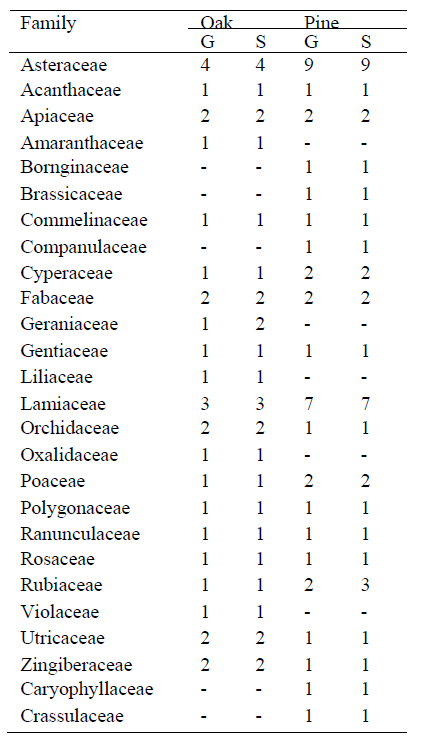 Family Oak Pine
G S G S
Asteraceae 4 4 9 9
Acanthaceae 1 1 1 1
Apiaceae 2 2 2 2
Amaranthaceae 1 1 - -
Bornginaceae - - 1 1
Brassicaceae - - 1 1
Commelinaceae 1 1 1 1
Companulaceae - - 1 1
Cyperaceae 1 1 2 2
Fabaceae 2 2 2 2
Geraniaceae 1 2 - -
Gentiaceae 1 1 1 1
Liliaceae 1 1 - -
Lamiaceae 3 3 7 7
Orchidaceae 2 2 1 1
Oxalidaceae 1 1 - -
Poaceae 1 1 2 2
Polygonaceae 1 1 1 1
Ranunculaceae 1 1 1 1
Rosaceae 1 1 1 1
Rubiaceae 1 1 2 3
Violaceae 1 1 - -
Utricaceae 2 2 1 1
Zingiberaceae 2 2 1 1
Caryophyllaceae - - 1 1
Crassulaceae - - 1 1